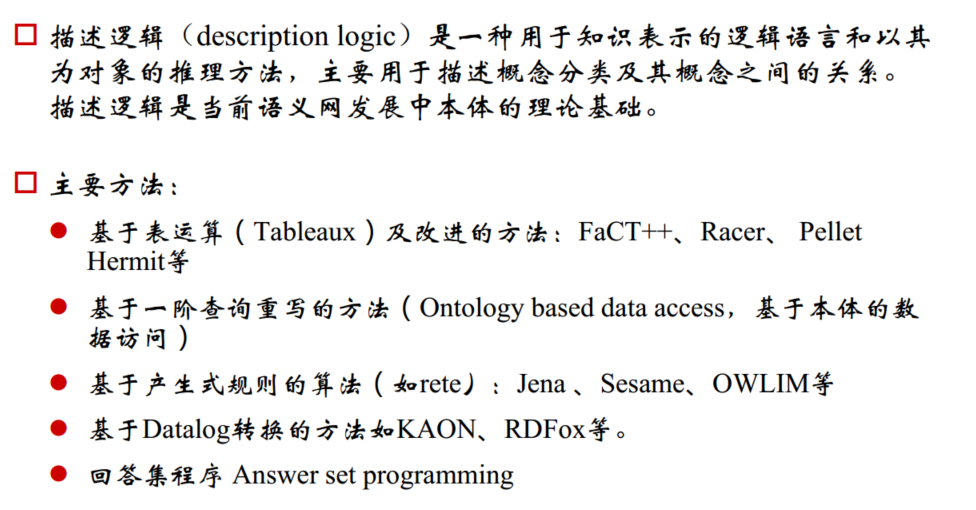 描述逻辑（description logic）是一种用于知识表示的逻辑语言和以其
为对象的推理方法，主要用于描述概念分类及其概念之间的关系。
描述逻辑是当前语义网发展中本体的理论基础。
主要方法：
基于表运算（Tableaux）及改进的方法：FaCT++、Racer、 Pellet
Hermit等
基于一阶查询重写的方法（Ontology based data access，基于本体的数
据访问）
基于产生式规则的算法（如rete）：Jena 、Sesame、OWLIM等
基于Datalog转换的方法如KAON、RDFox等。
回答集程序 Answer set programming